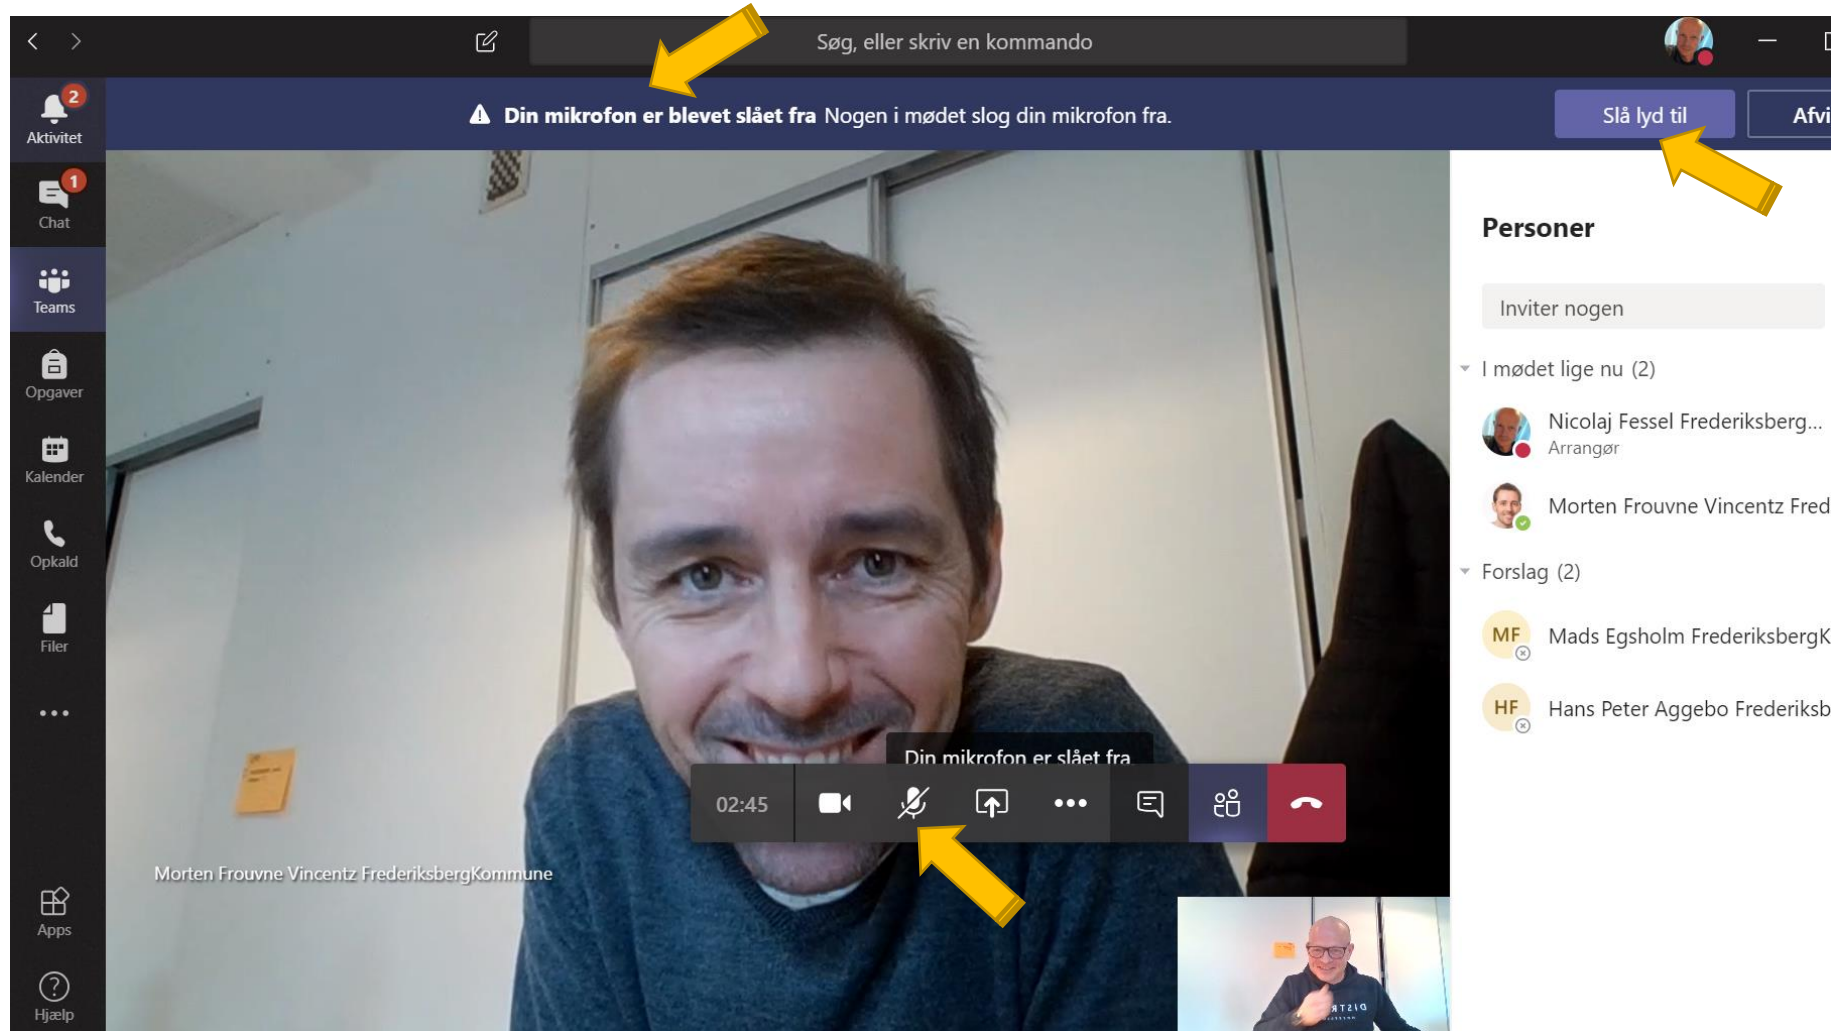 Søg, eller skriv en kommando
2
Aktivitet
Din mikrofon er blevet slået fra Nogen i mødet slog din mikrofon fra.
Slå lyd til
Afvi
1
Chat
Teams
Opgaver
Kalender
Opkald
Filer
Apps
Hjælp
Personer
Inviter nogen
I mødet lige nu (2)
Nicolaj Fessel Frederiksberg...
Arrangør
Morten Frouvne Vincentz Fred
Forslag (2)
MF
Mads Egsholm FrederiksbergK
HF
Hans Peter Aggebo Frederiksb
Din mikrofon er slået fra
02:45
Morten Frouvne Vincentz FrederiksbergKommune